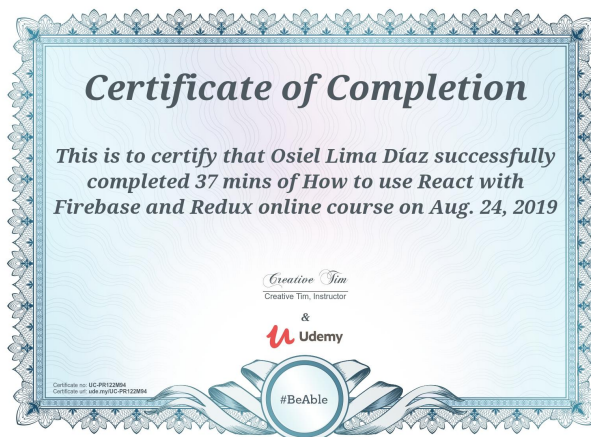 Certificate of Completion
This is to certify that Osiel Lima Díaz successfully
completed 37 mins of How to use React with
Firebase and Redux online course on Aug. 24, 2019
Creative Tim
Creative Tim, Instructor
&
Udemy
Certificate no: UC-PR122M94
Certificate url: ude.my/UC-PR122M94
#BeAble